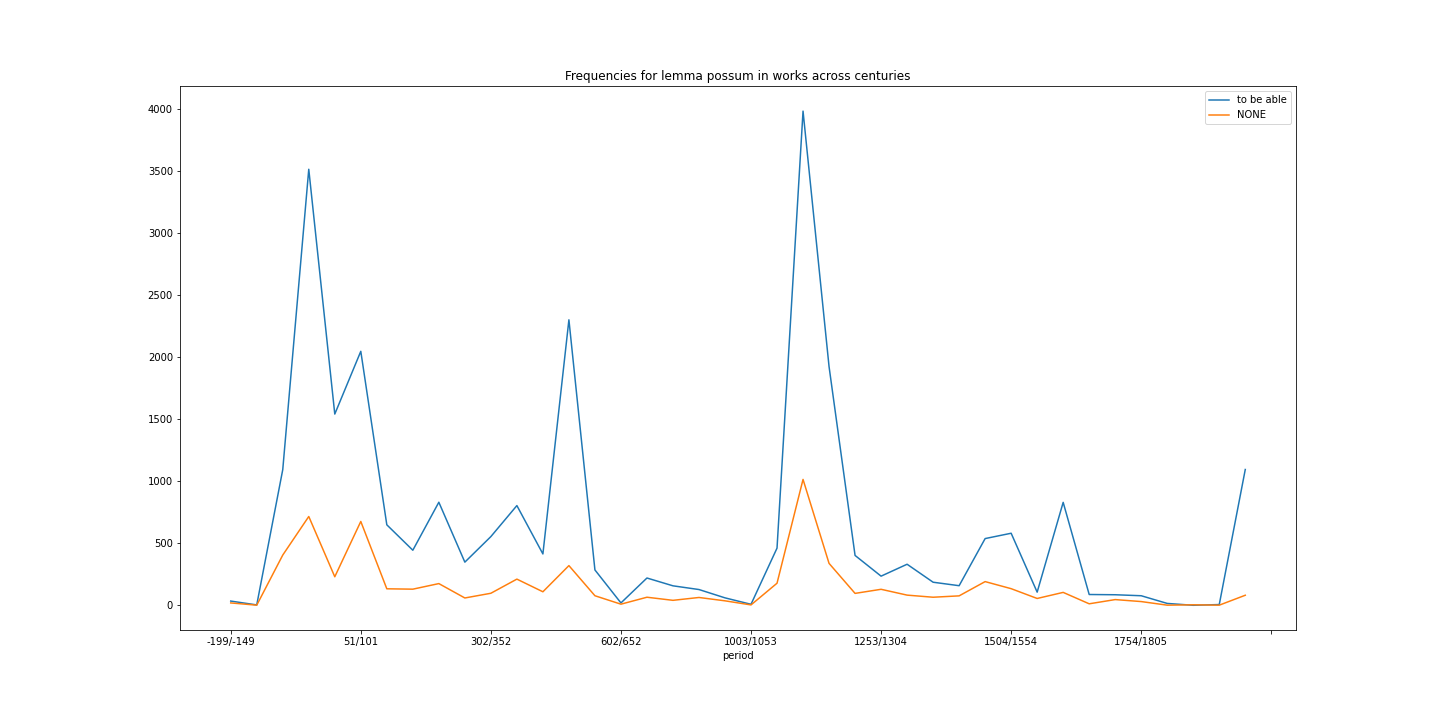 Frequencies for lemma possum in works across centuries
to be able
NONE
4000
3500
3000
2500
2000
1500
1000
500
0
-199/-149 51/101 302/352 602/652 1003/1053 1253/1304 1504/1554 1754/1805
period